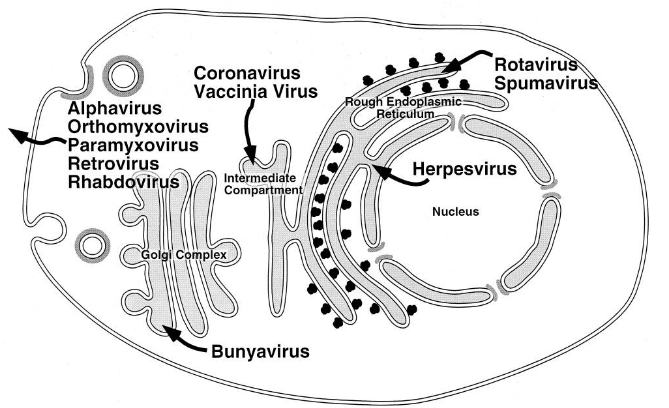 Coronavirus
Vaccinia Virus
Rotavirus
Spumavirus
Alphavirus
Orthomyxovirus
Paramyxovirus
Retrovirus
Rhabdovirus
Rough Endoplasmic
Reticulum
Intermediate
Compartment
Herpesvirus
Nucleus
Golgi Complex
Bunyavirus